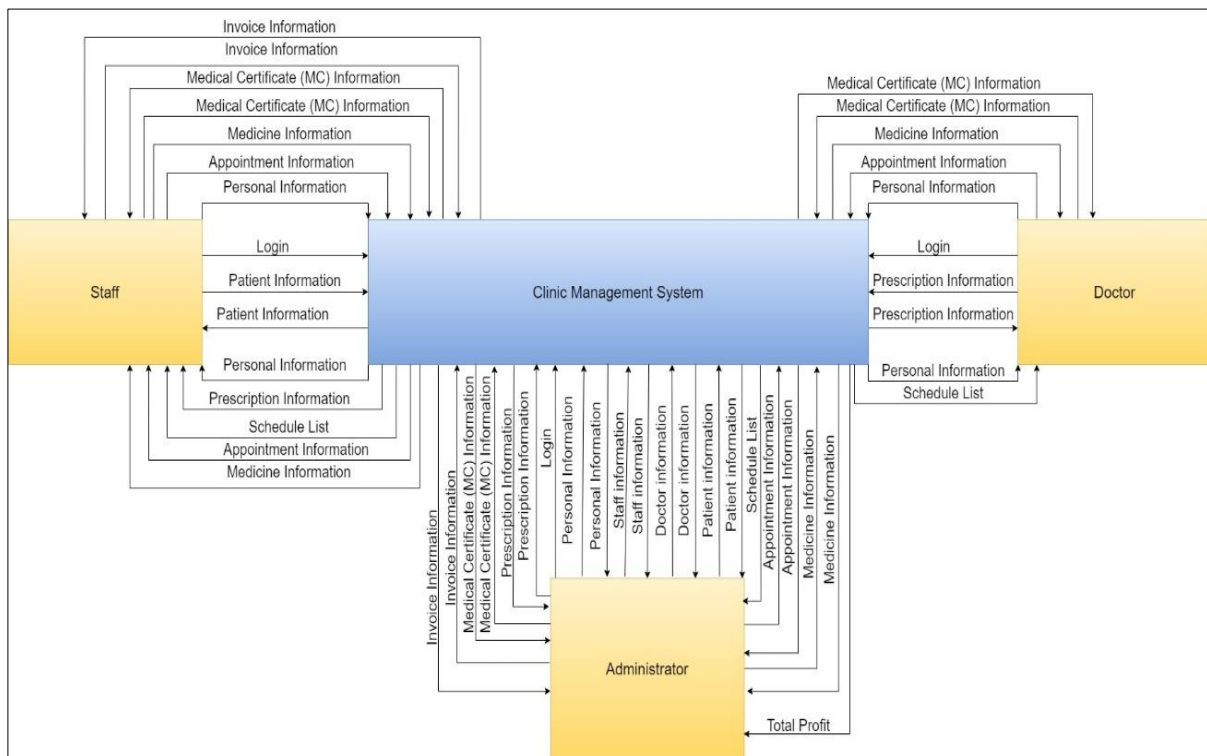 Invoice Information
Invoice Information
Medical Certificate (MC) Information
Medical Certificate (MC) Information
Medicine Information
Appointment Information
Personal Information
Medical Certificate (MC) Information
Medical Certificate (MC) Information
Medicine Information
Appointment Information
Personal Information
Login
Patient Information
Staff
Patient Information
Personal Information
Prescription Information
Schedule List
Appointment Information
Medicine Information
Clinic Management System
Login
Prescription Information
Doctor
Prescription Information
Personal Information
Schedule List
Invoice Information
Invoice Information
Medical Certificate (MC) Information
Medical Certificate (MC) Information
Prescription Information
Prescription Information
Login
Personal Information
Personal Information
Staff information
Staff information
Doctor information
Doctor information
Patient information
Patient information
Schedule List
Appointment Information
Appointment Information
Medicine Information
Medicine Information
Administrator
Total Profit